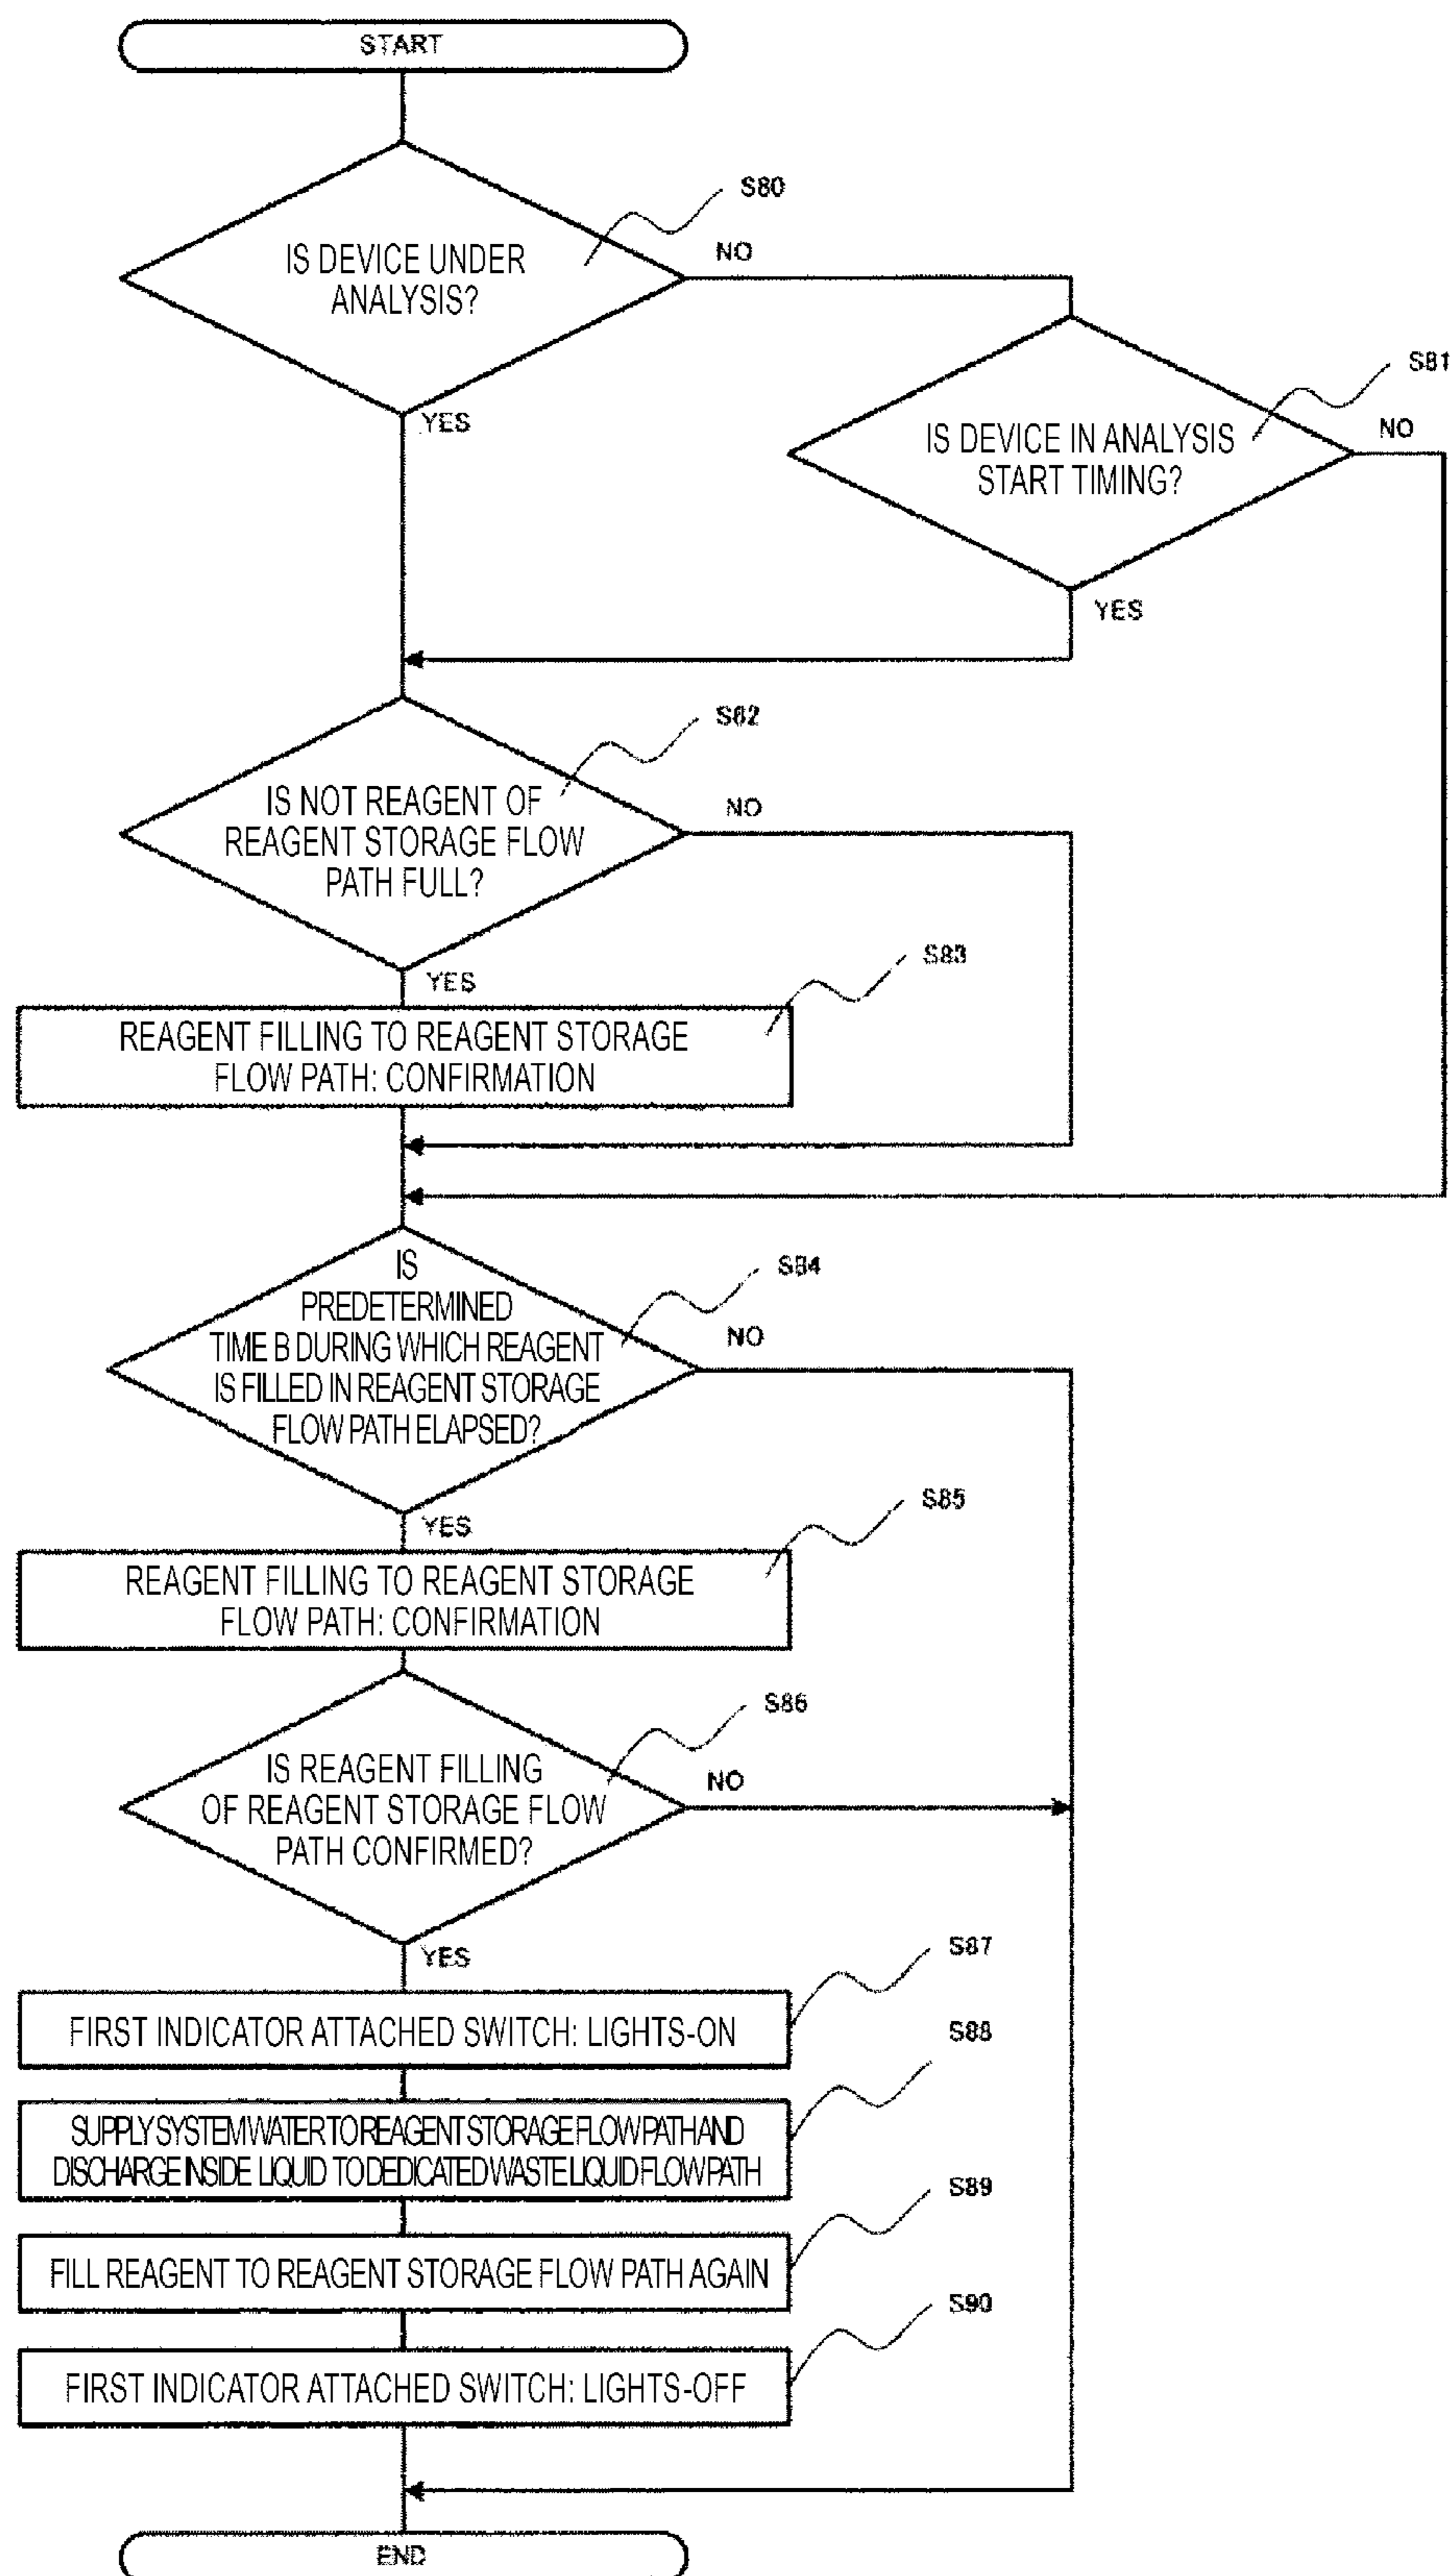 START
S80
IS DEVICE UNDER
ANALYSIS?
NO
YES
S81
IS DEVICE IN ANALYSIS
START TIMING?
NO
YES
S82
IS NOT REAGENT OF
REAGENT STORAGE FLOW
PATH FULL?
NO
YES
S83
REAGENT FILLING TO REAGENT STORAGE
FLOW PATH: CONFIRMATION
S84
IS
PREDETERMINED
TIME B DURING WHICH REAGENT
IS FILLED IN REAGENT STORAGE
FLOW PATH ELAPSED?
NO
YES
S85
REAGENT FILLING TO REAGENT STORAGE
FLOW PATH: CONFIRMATION
S86
IS REAGENT FILLING
OF REAGENT STORAGE FLOW
PATH CONFIRMED?
NO
YES
S87
FIRST INDICATOR ATTACHED SWITCH: LIGHTS-ON
S88
SUPPLY SYSTEM WATER TO REAGENT STORAGE FLOW PATH AND
DISCHARGE INSIDE LIQUID TO DEDICATED WASTE LIQUID FLOW PATH
S89
FILL REAGENT TO REAGENT STORAGE FLOW PATH AGAIN
S90
FIRST INDICATOR ATTACHED SWITCH: LIGHTS-OFF
END